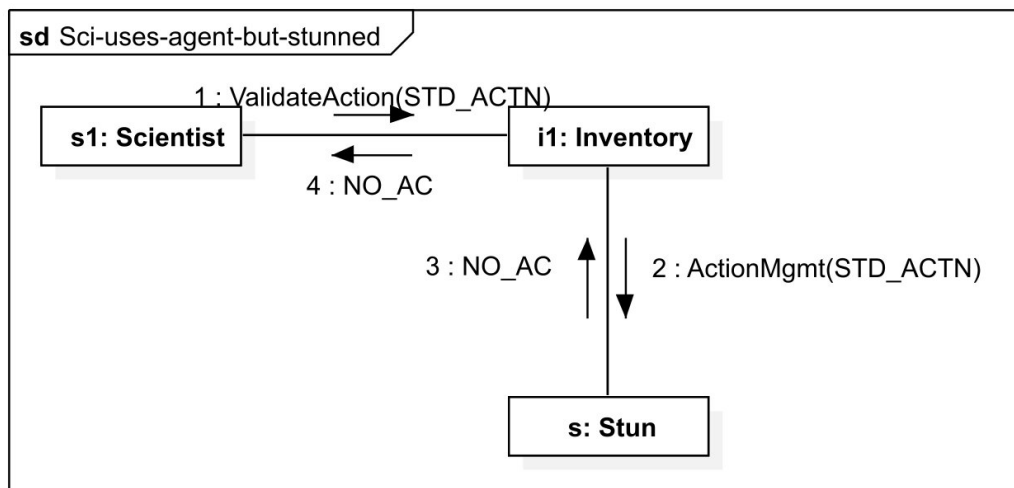 sd Sci-uses-agent-but-stunned
1 : ValidateAction(STD_ACTN)
s1: Scientist
i1: Inventory
4 : NO_AC
3 : NO_AC
2 : ActionMgmt(STD_ACTN)
s: Stun